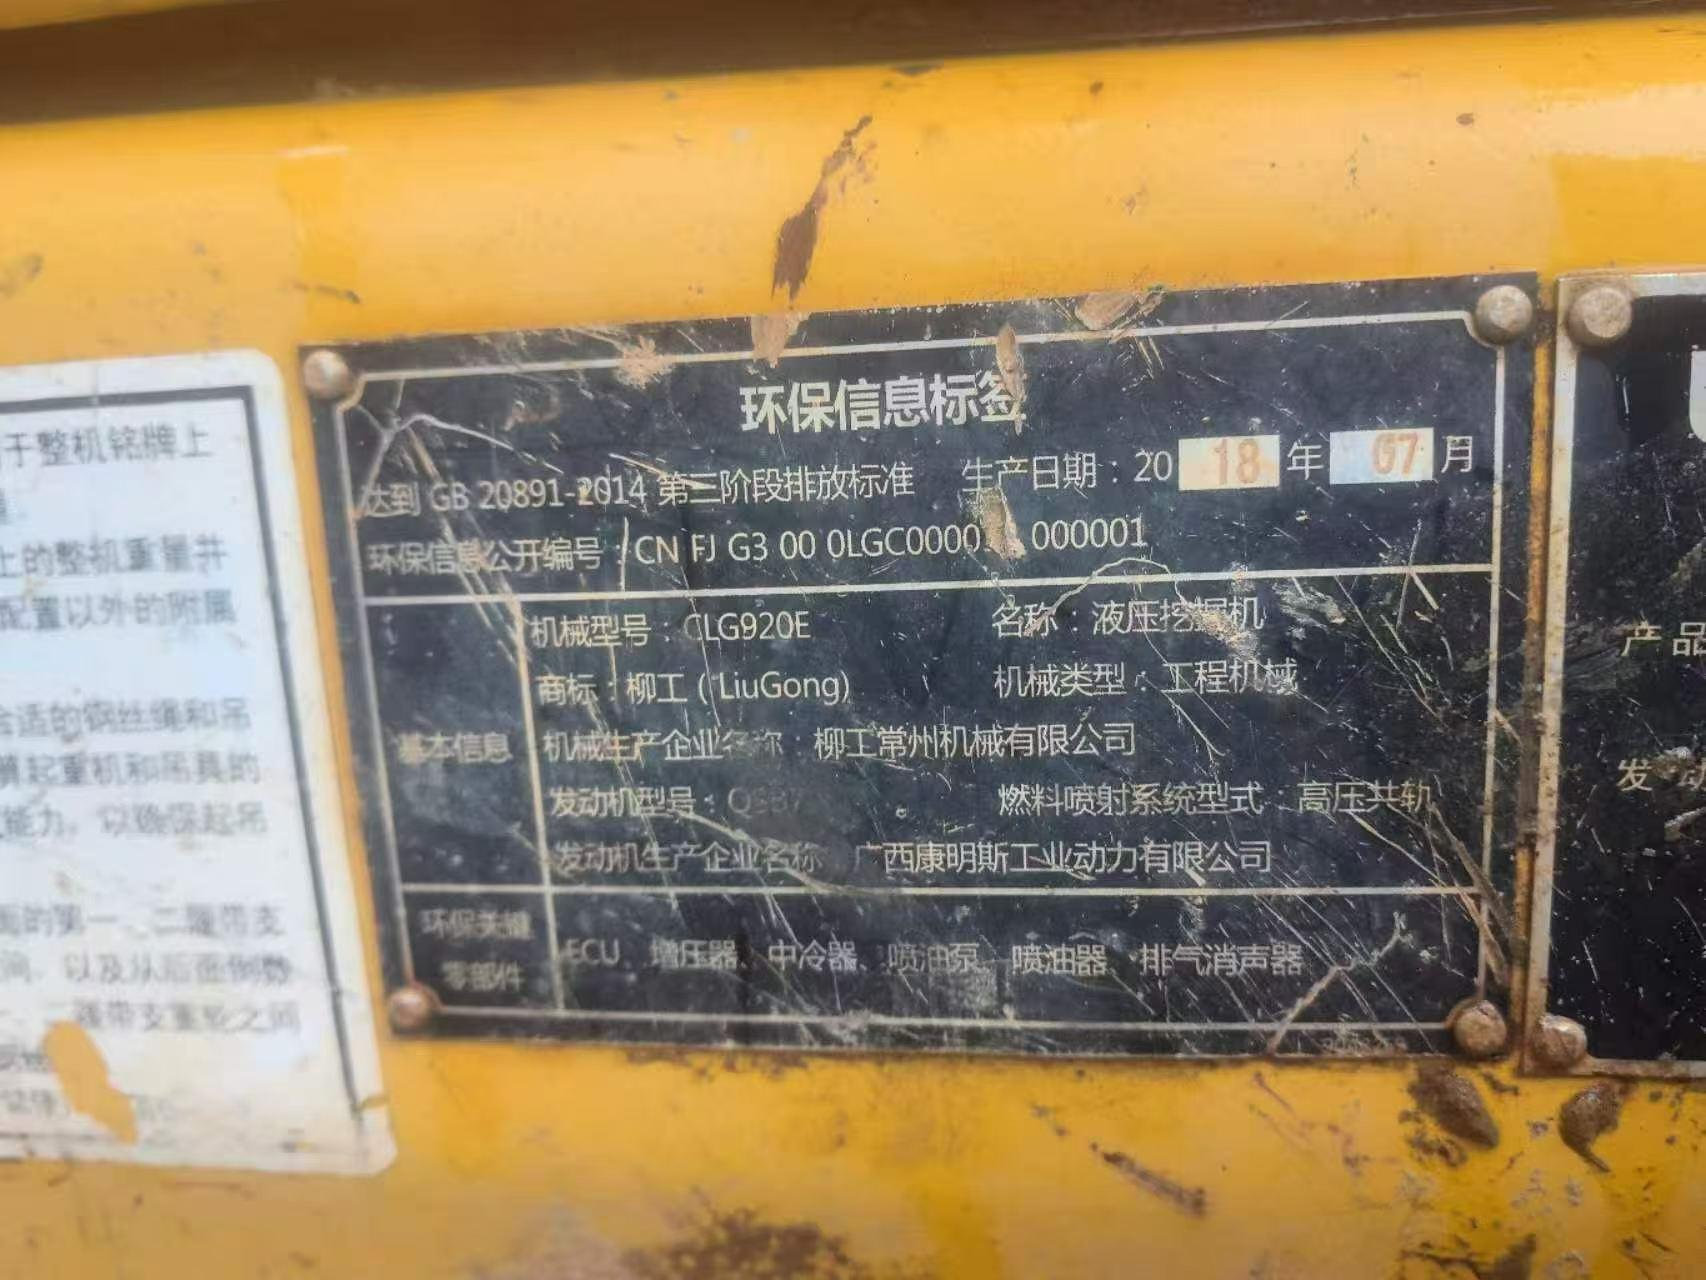 于整机铭牌上
上的整机重量并
配置以外的附属
合适的钢丝绳和吊
起重机和吊具的
能力,以确保起吊
的第一、二履带支
以及从后面倒数
带支重轮之间
环保信息标签
达到 GB 20891-2014 第三阶段排放标准 生产日期:20 18 年 07 月
环保信息公开编号:CN FJ G3 00 0LGC0000 000001
机械型号:CLG920E 名称:液压挖掘机
商标:柳工(LiuGong) 机械类型:工程机械
基本信息 机械生产企业名称 柳工常州机械有限公司
发动机型号:QSB7 燃料喷射系统型式:高压共轨
发动机生产企业名称 广西康明斯工业动力有限公司
环保关键
零部件
ECU、增压器、中冷器、喷油泵、喷油器、排气消声器
产品
发动